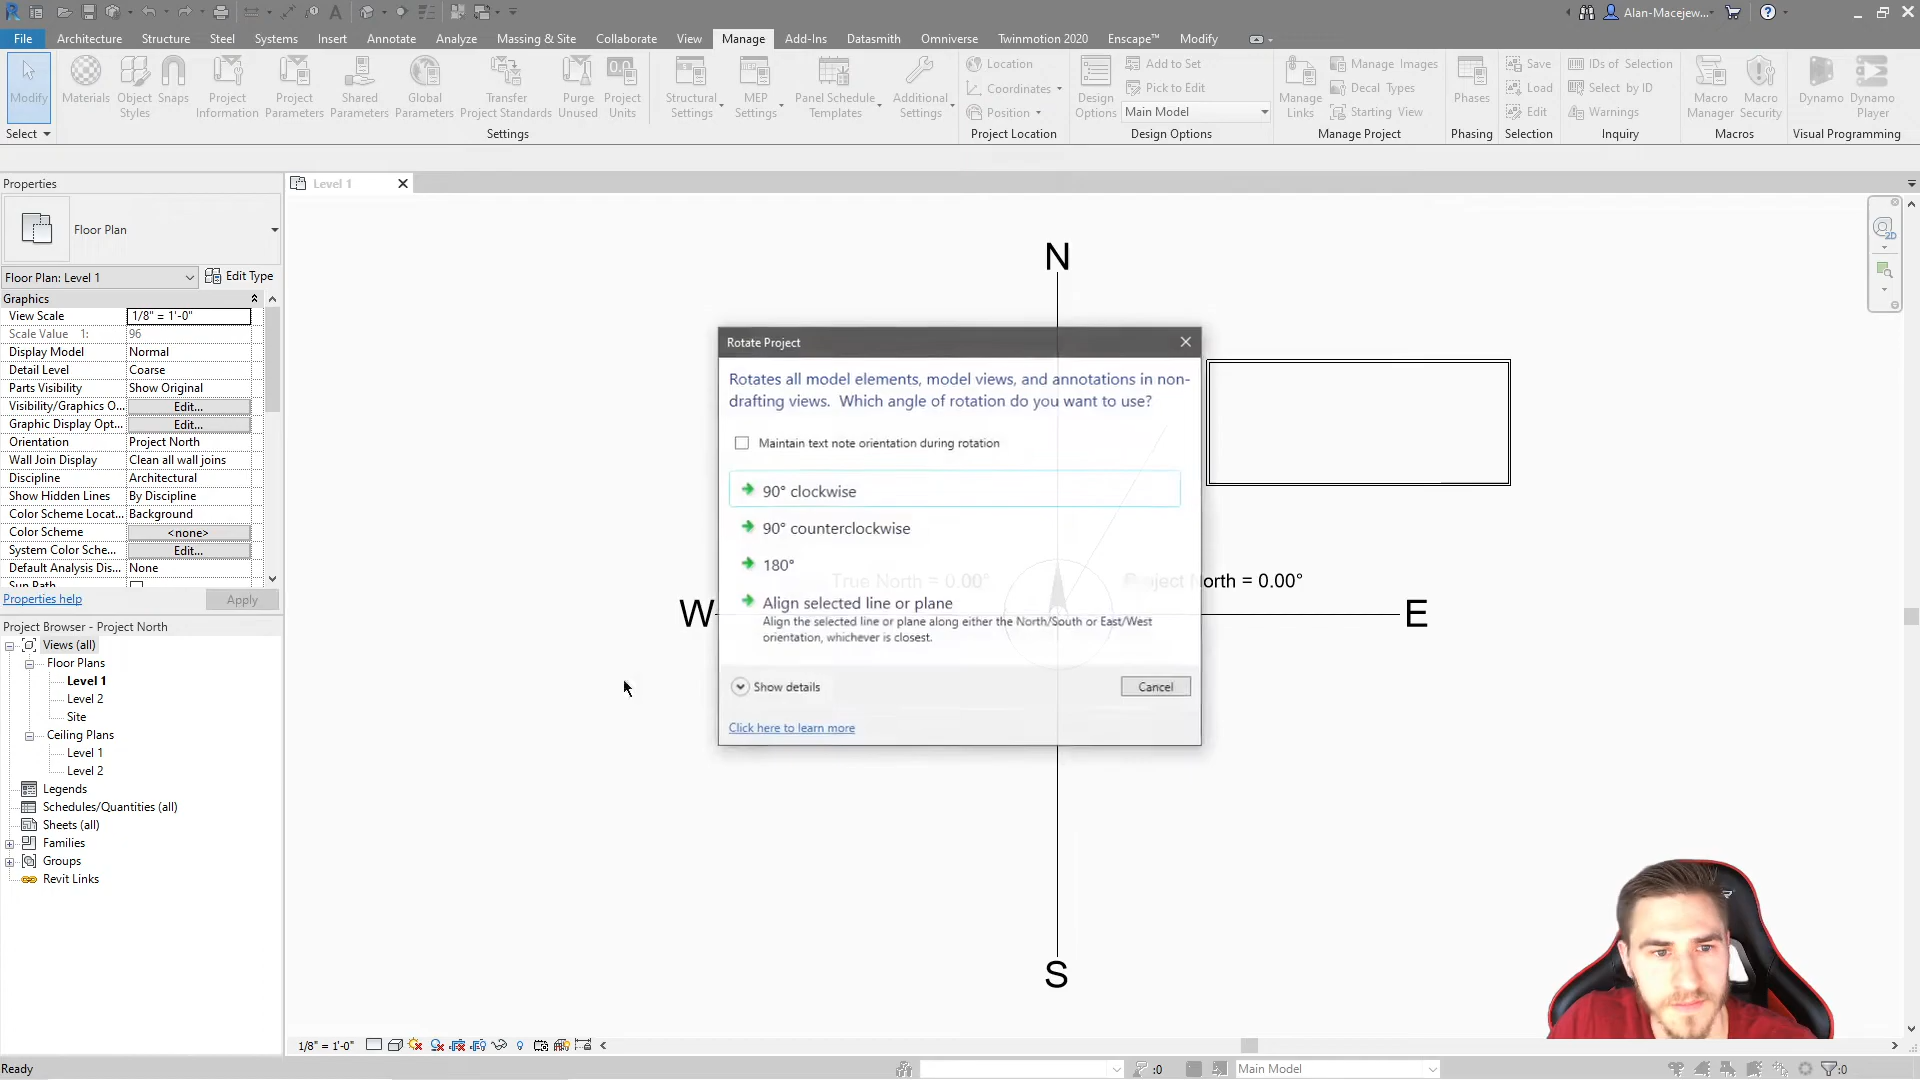 Alan-Macejew...
File Architecture Structure Steel Systems Insert Annotate Analyze Massing & Site Collaborate View Manage Add-Ins Datasmith Omniverse Twinmotion 2020 Enscape™ Modify
Modify
Materials
Object Styles
Snaps
Project Information
Project Parameters
Shared Parameters
Global Parameters
Transfer Project Standards
Purge Unused
Project Units
Structural Settings
MEP Settings
Panel Schedule Templates
Additional Settings
Location
Coordinates
Position
Design Options
Add to Set
Pick to Edit
Main Model
Manage Links
Manage Images
Decal Types
Starting View
Phases
Save
Load
Edit
IDs of Selection
Select by ID
Warnings
Macro Manager
Macro Security
Dynamo
Dynamo Player
Select Settings Project Location Design Options Manage Project Phasing Selection Inquiry Macros Visual Programming
Properties
Level 1
Floor Plan
Floor Plan: Level 1 Edit Type
Graphics
View Scale 1/8" = 1'-0"
Scale Value 1: 96
Display Model Normal
Detail Level Coarse
Parts Visibility Show Original
Visibility/Graphics O... Edit...
Graphic Display Opt... Edit...
Orientation Project North
Wall Join Display Clean all wall joins
Discipline Architectural
Show Hidden Lines By Discipline
Color Scheme Locat... Background
Color Scheme <none>
System Color Sche... Edit...
Default Analysis Dis... None
Sun Path
Properties help Apply
Project Browser - Project North
Views (all)
Floor Plans
Level 1
Level 2
Site
Ceiling Plans
Level 1
Level 2
Legends
Schedules/Quantities (all)
Sheets (all)
Families
Groups
Revit Links
N
Rotate Project
Rotates all model elements, model views, and annotations in non-
drafting views. Which angle of rotation do you want to use?
Maintain text note orientation during rotation
90° clockwise
90° counterclockwise
180°
Align selected line or plane
Align the selected line or plane along either the North/South or East/West
orientation, whichever is closest.
Show details Cancel
Click here to learn more
True North = 0.00° Project North = 0.00°
W E
S
2D
1/8" = 1'-0"
Ready :0 Main Model :0